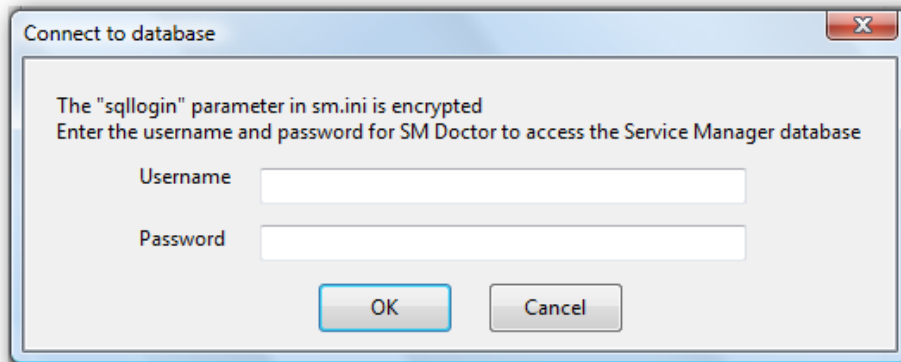 Connect to database
The "sqllogin" parameter in sm.ini is encrypted
Enter the username and password for SM Doctor to access the Service Manager database
Username
Password
OK
Cancel